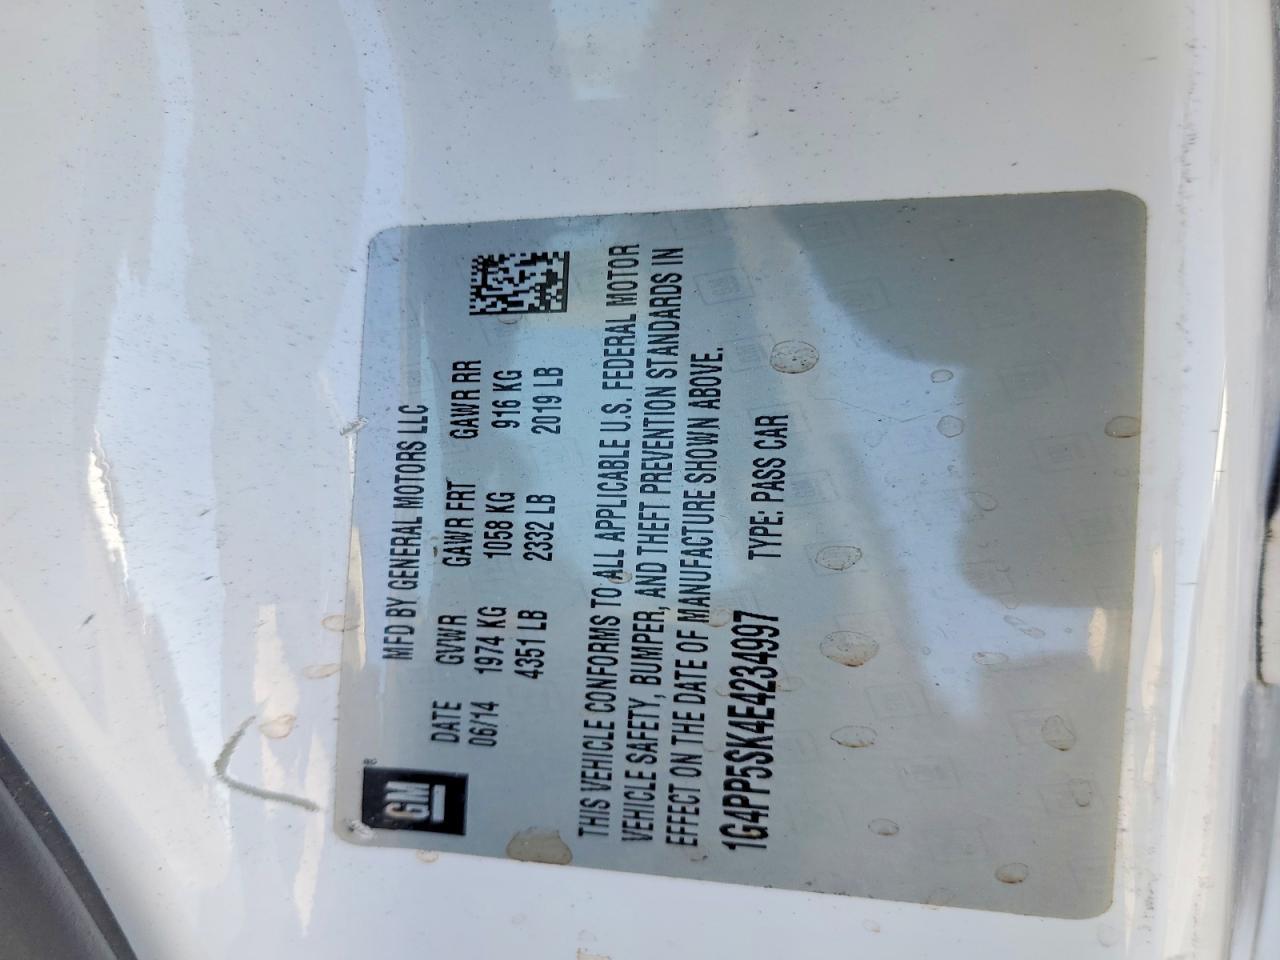 GM®
MFD BY GENERAL MOTORS LLC
DATE GVWR GAWR FRT GAWR RR
06/14 1974 KG 1058 KG 916 KG
4351 LB 2332 LB 2019 LB
THIS VEHICLE CONFORMS TO ALL APPLICABLE U.S. FEDERAL MOTOR
VEHICLE SAFETY, BUMPER, AND THEFT PREVENTION STANDARDS IN
EFFECT ON THE DATE OF MANUFACTURE SHOWN ABOVE.
1G4PP5SK4E4234997 TYPE: PASS CAR